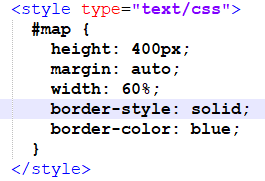 <style type="text/css">
#map {
height: 400px;
margin: auto;
width: 60%;
border-style: solid;
border-color: blue;
}
</style>